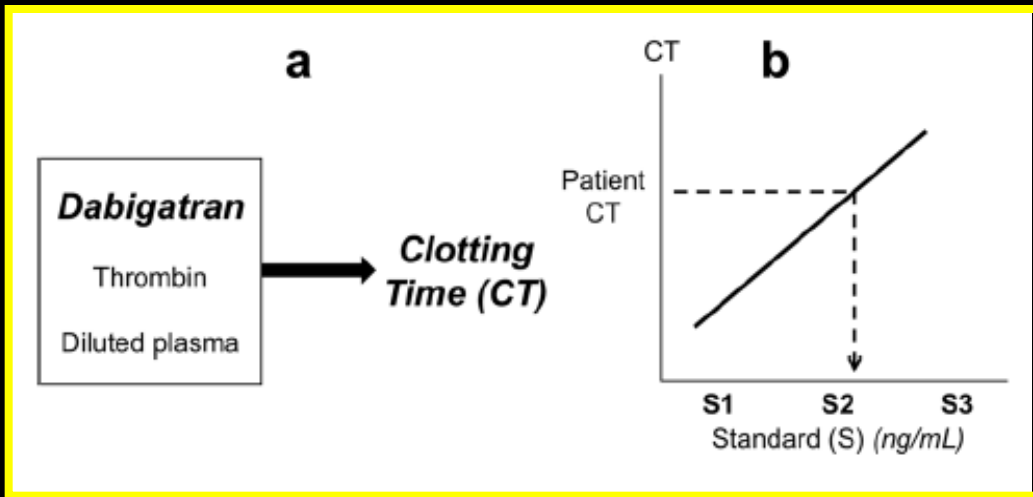 a
Dabigatran
Thrombin
Diluted plasma
Clotting
Time (CT)
b
CT
Patient
CT
S1 S2 S3
Standard (S) (ng/mL)